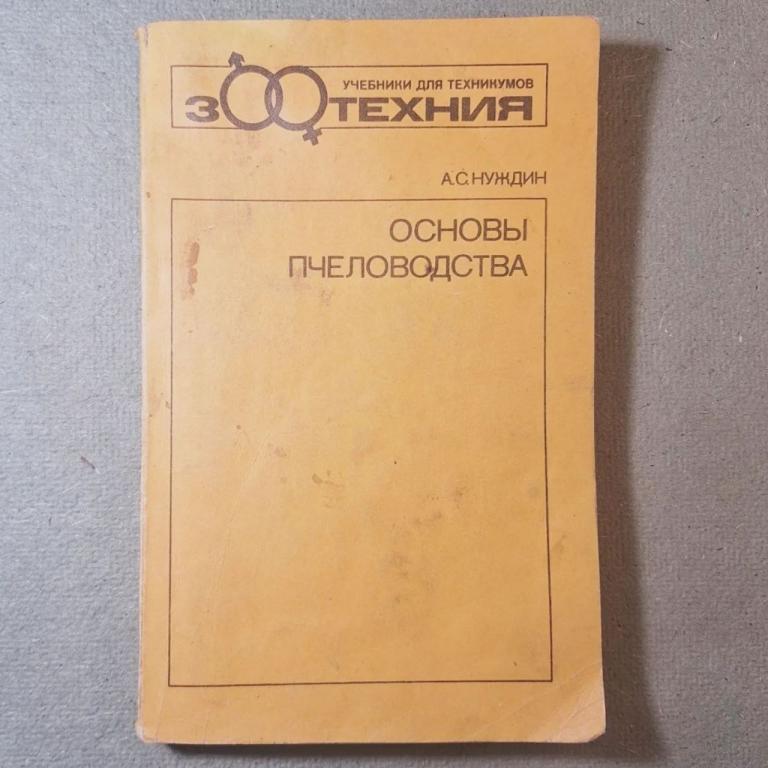 УЧЕБНИКИ ДЛЯ ТЕХНИКУМОВ
ЗООТЕХНИЯ
А.С.НУЖДИН
ОСНОВЫ
ПЧЕЛОВОДСТВА